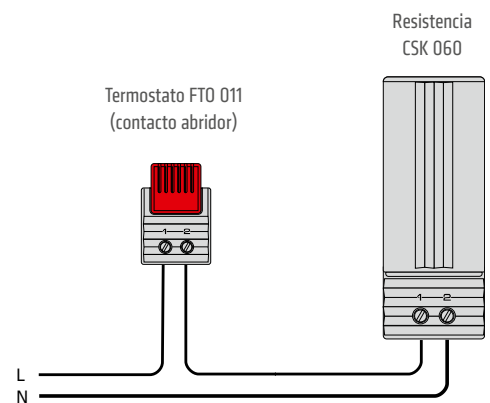 Resistencia
CSK 060
Termostato FTO 011
(contacto abridor)
1 2
1 2
L
N